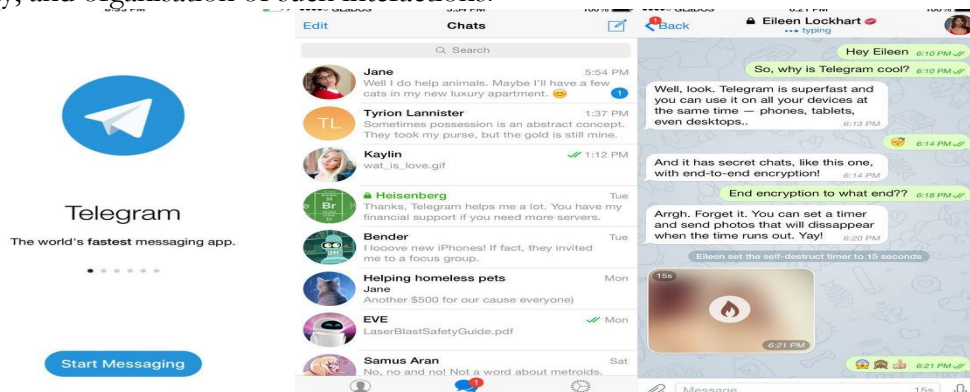 y, and organisation of such interactions.
Telegram
The world's fastest messaging app.
Start Messaging
Edit
Chats
Search
Jane
5:54 PM
Well I do help animals. Maybe I'll have a few
cats in my new luxury apartment. 😊
1
TL
Tyrion Lannister
1:37 PM
Sometimes possession is an abstract concept.
They took my purse, but the gold is still mine.
Kaylin
1:12 PM
wat_is_love.gif
Br
Heisenberg
Tue
Thanks, Telegram helps me a lot. You have my
financial support if you need more servers.
Bender
Tue
I looove new iPhones! If fact, they invited
me to a focus group.
Helping homeless pets
Mon
Jane
Another $500 for our cause everyone)
EVE
Mon
LaserBlastSafetyGuide.pdf
Samus Aran
Sat
No, no and no! Not a word about metroids.
1
Back
Eileen Lockhart 💋
typing
Hey Eileen 6:10 PM
So, why is Telegram cool? 6:10 PM
Well, look. Telegram is superfast and
you can use it on all your devices at
the same time — phones, tablets,
even desktops..
6:13 PM
😴 6:14 PM
And it has secret chats, like this one,
with end-to-end encryption!
6:14 PM
End encryption to what end?? 6:18 PM
Arrgh. Forget it. You can set a timer
and send photos that will disappear
when the time runs out. Yay!
6:20 PM
Eileen set the self-destruct timer to 15 seconds
15s
6:21 PM
😱🙈👍 6:21 PM
Message
15s